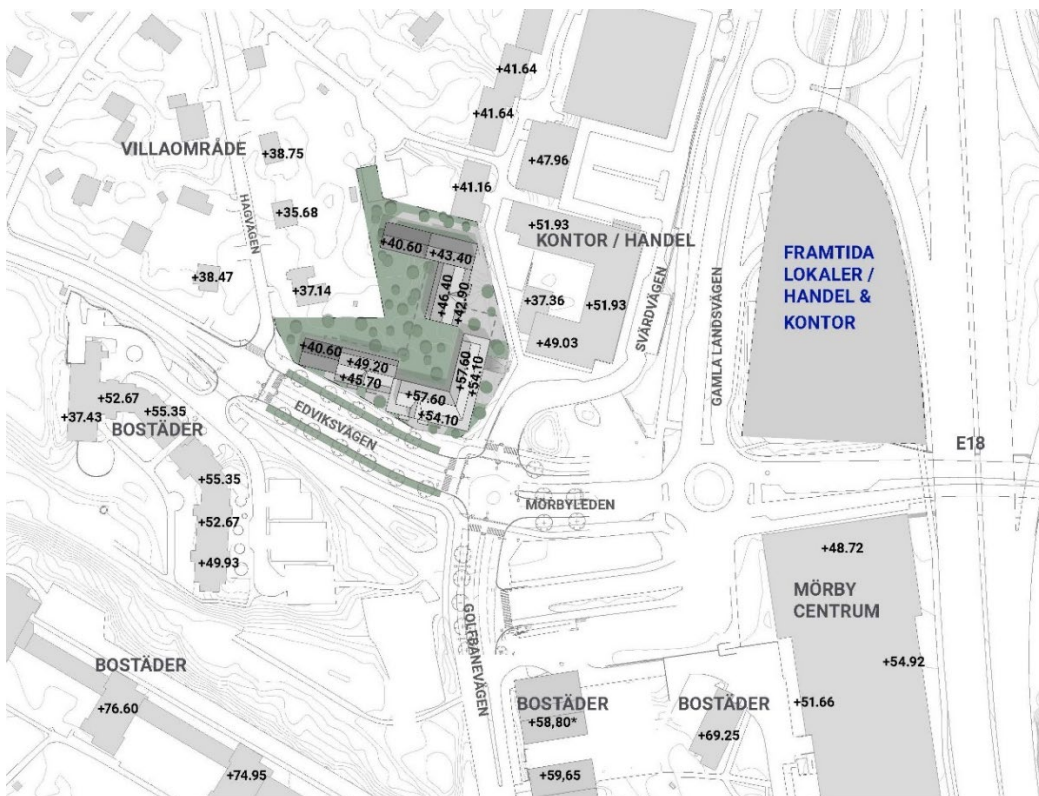 +41.64
+41.64
VILLAOMRÅDE
+38.75
+47.96
+41.16
HAGVÄGEN
+35.68
+51.93
KONTOR / HANDEL
+40.60
+43.40
+38.47
+37.14
+46.40
+42.90
+37.36
+51.93
+49.03
SVÄRDVÄGEN
GAMLA LANDSVÄGEN
FRAMTIDA
LOKALER /
HANDEL &
KONTOR
+40.60
+49.20
+45.70
+57.60
+54.10
+57.60
+54.10
EDVIKSVÄGEN
+52.67
+37.43
+55.35
BOSTÄDER
E18
+55.35
+52.67
+49.93
MÖRBYLEDEN
+48.72
MÖRBY
CENTRUM
GOLFBANEVÄGEN
+54.92
BOSTÄDER
+76.60
BOSTÄDER
+58,80*
BOSTÄDER
+69.25
+51.66
+74.95
+59,65